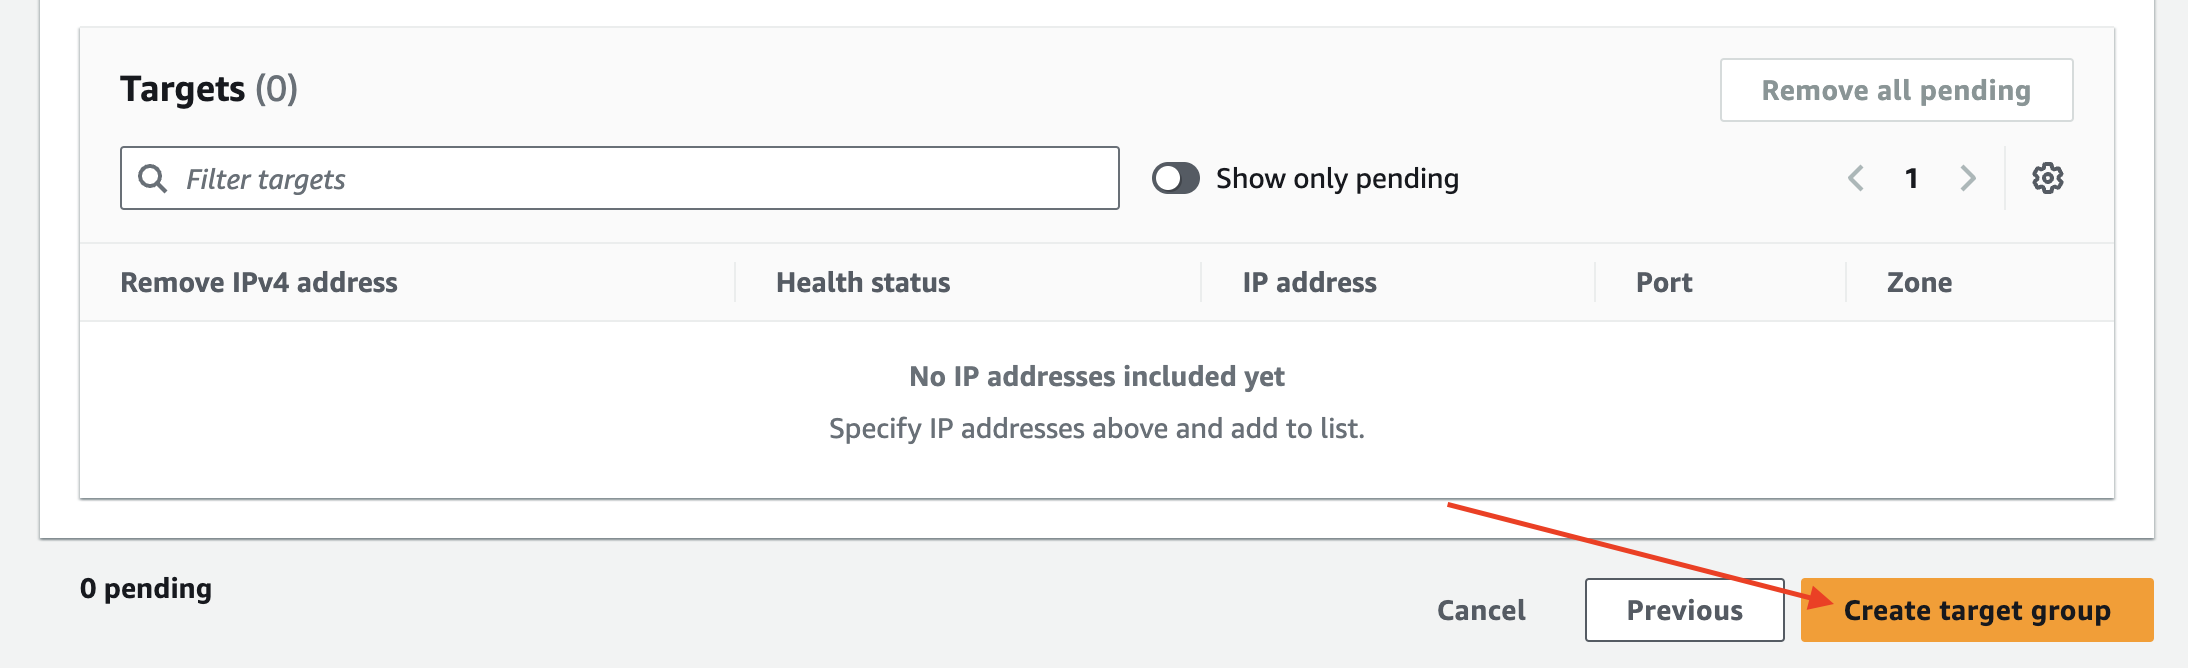 Targets (0)
Remove all pending
Filter targets
Show only pending
1
Remove IPv4 address
Health status
IP address
Port
Zone
No IP addresses included yet
Specify IP addresses above and add to list.
0 pending
Cancel
Previous
Create target group